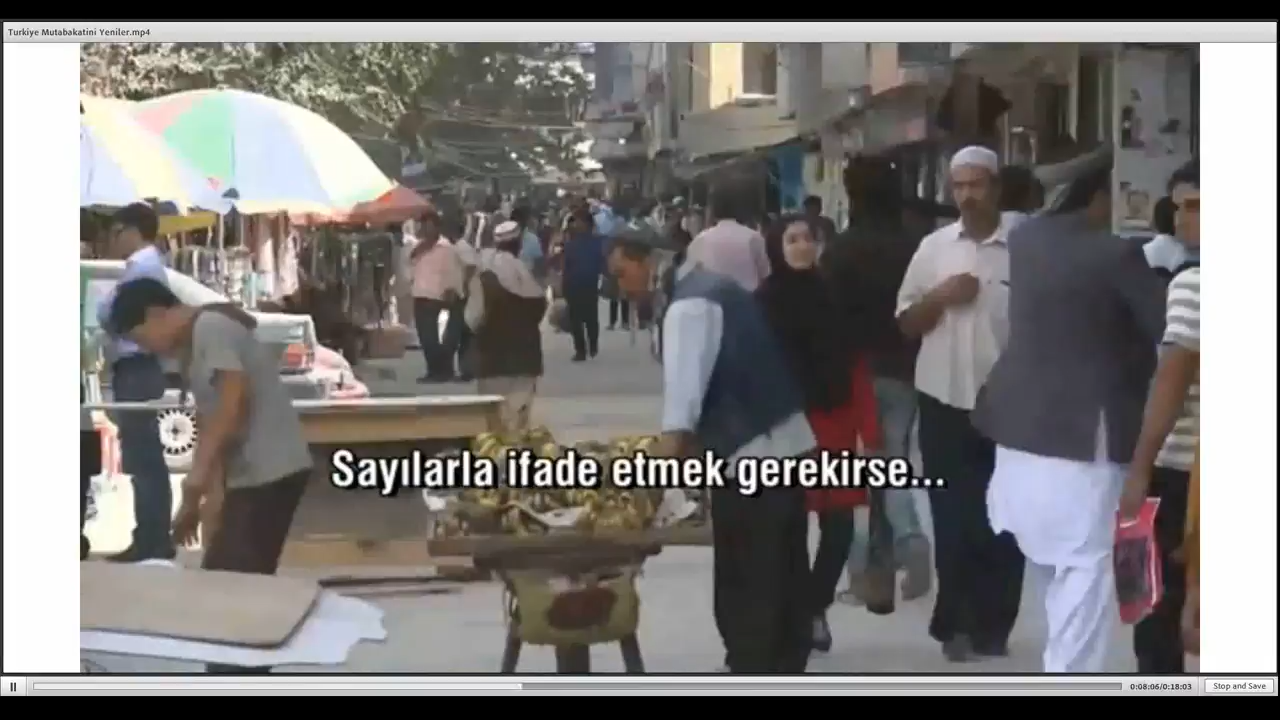 Turkiye Mutabakatini Yeniler.mp4
Sayılarla ifade etmek gerekirse...
0:08:06/0:18:03
Stop and Save